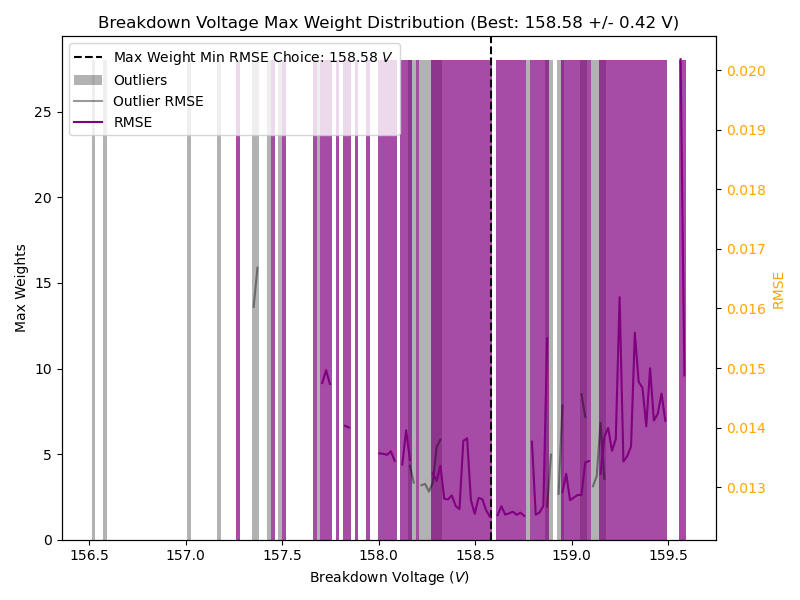 Breakdown Voltage Max Weight Distribution (Best: 158.58 +/- 0.42 V)
Max Weight Min RMSE Choice: 158.58 V
Outliers
Outlier RMSE
RMSE
Max Weights
0
5
10
15
20
25
RMSE
0.020
0.019
0.018
0.017
0.016
0.015
0.014
0.013
156.5
157.0
157.5
158.0
158.5
159.0
159.5
Breakdown Voltage (V)